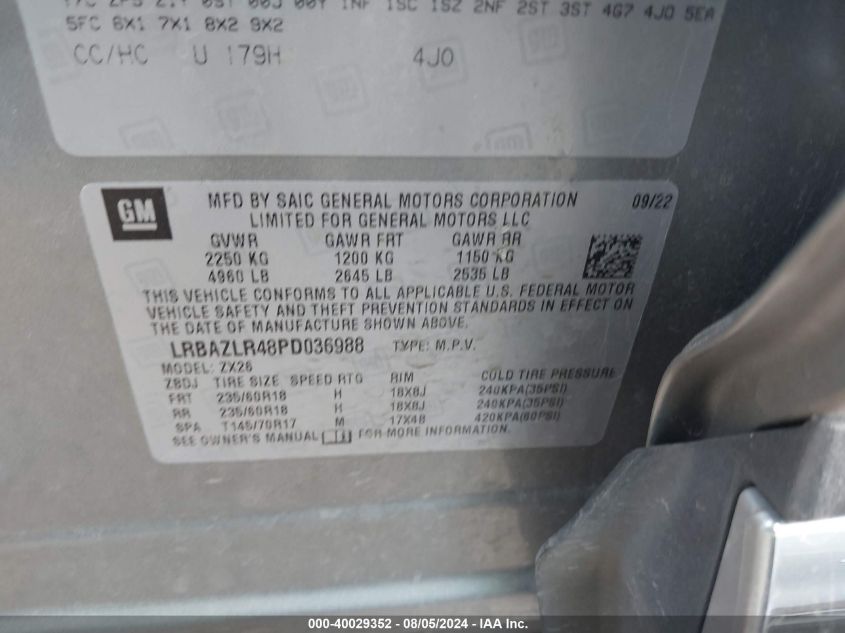 5FC 6X1 7X1 8X2 9X2
CC/HC U 179H 4J0
GM
MFD BY SAIC GENERAL MOTORS CORPORATION 09/22
LIMITED FOR GENERAL MOTORS LLC
GVWR GAWR FRT GAWR RR
2250 KG 1200 KG 1150 KG
4960 LB 2645 LB 2535 LB
THIS VEHICLE CONFORMS TO ALL APPLICABLE U.S. FEDERAL MOTOR
VEHICLE SAFETY AND THEFT PREVENTION STANDARDS IN EFFECT ON
THE DATE OF MANUFACTURE SHOWN ABOVE.
LRBAZLR48PD036988 TYPE: M.P.V.
MODEL: ZX26
ZBDJ TIRE SIZE SPEED RTG RIM COLD TIRE PRESSURE
FRT 235/60R18 H 18X8J 240KPA(35PSI)
RR 235/60R18 H 18X8J 240KPA(35PSI)
SPA T145/70R17 M 17X4B 420KPA(60PSI)
SEE OWNER'S MANUAL FOR MORE INFORMATION.
000-40029352 - 08/05/2024 - IAA Inc.